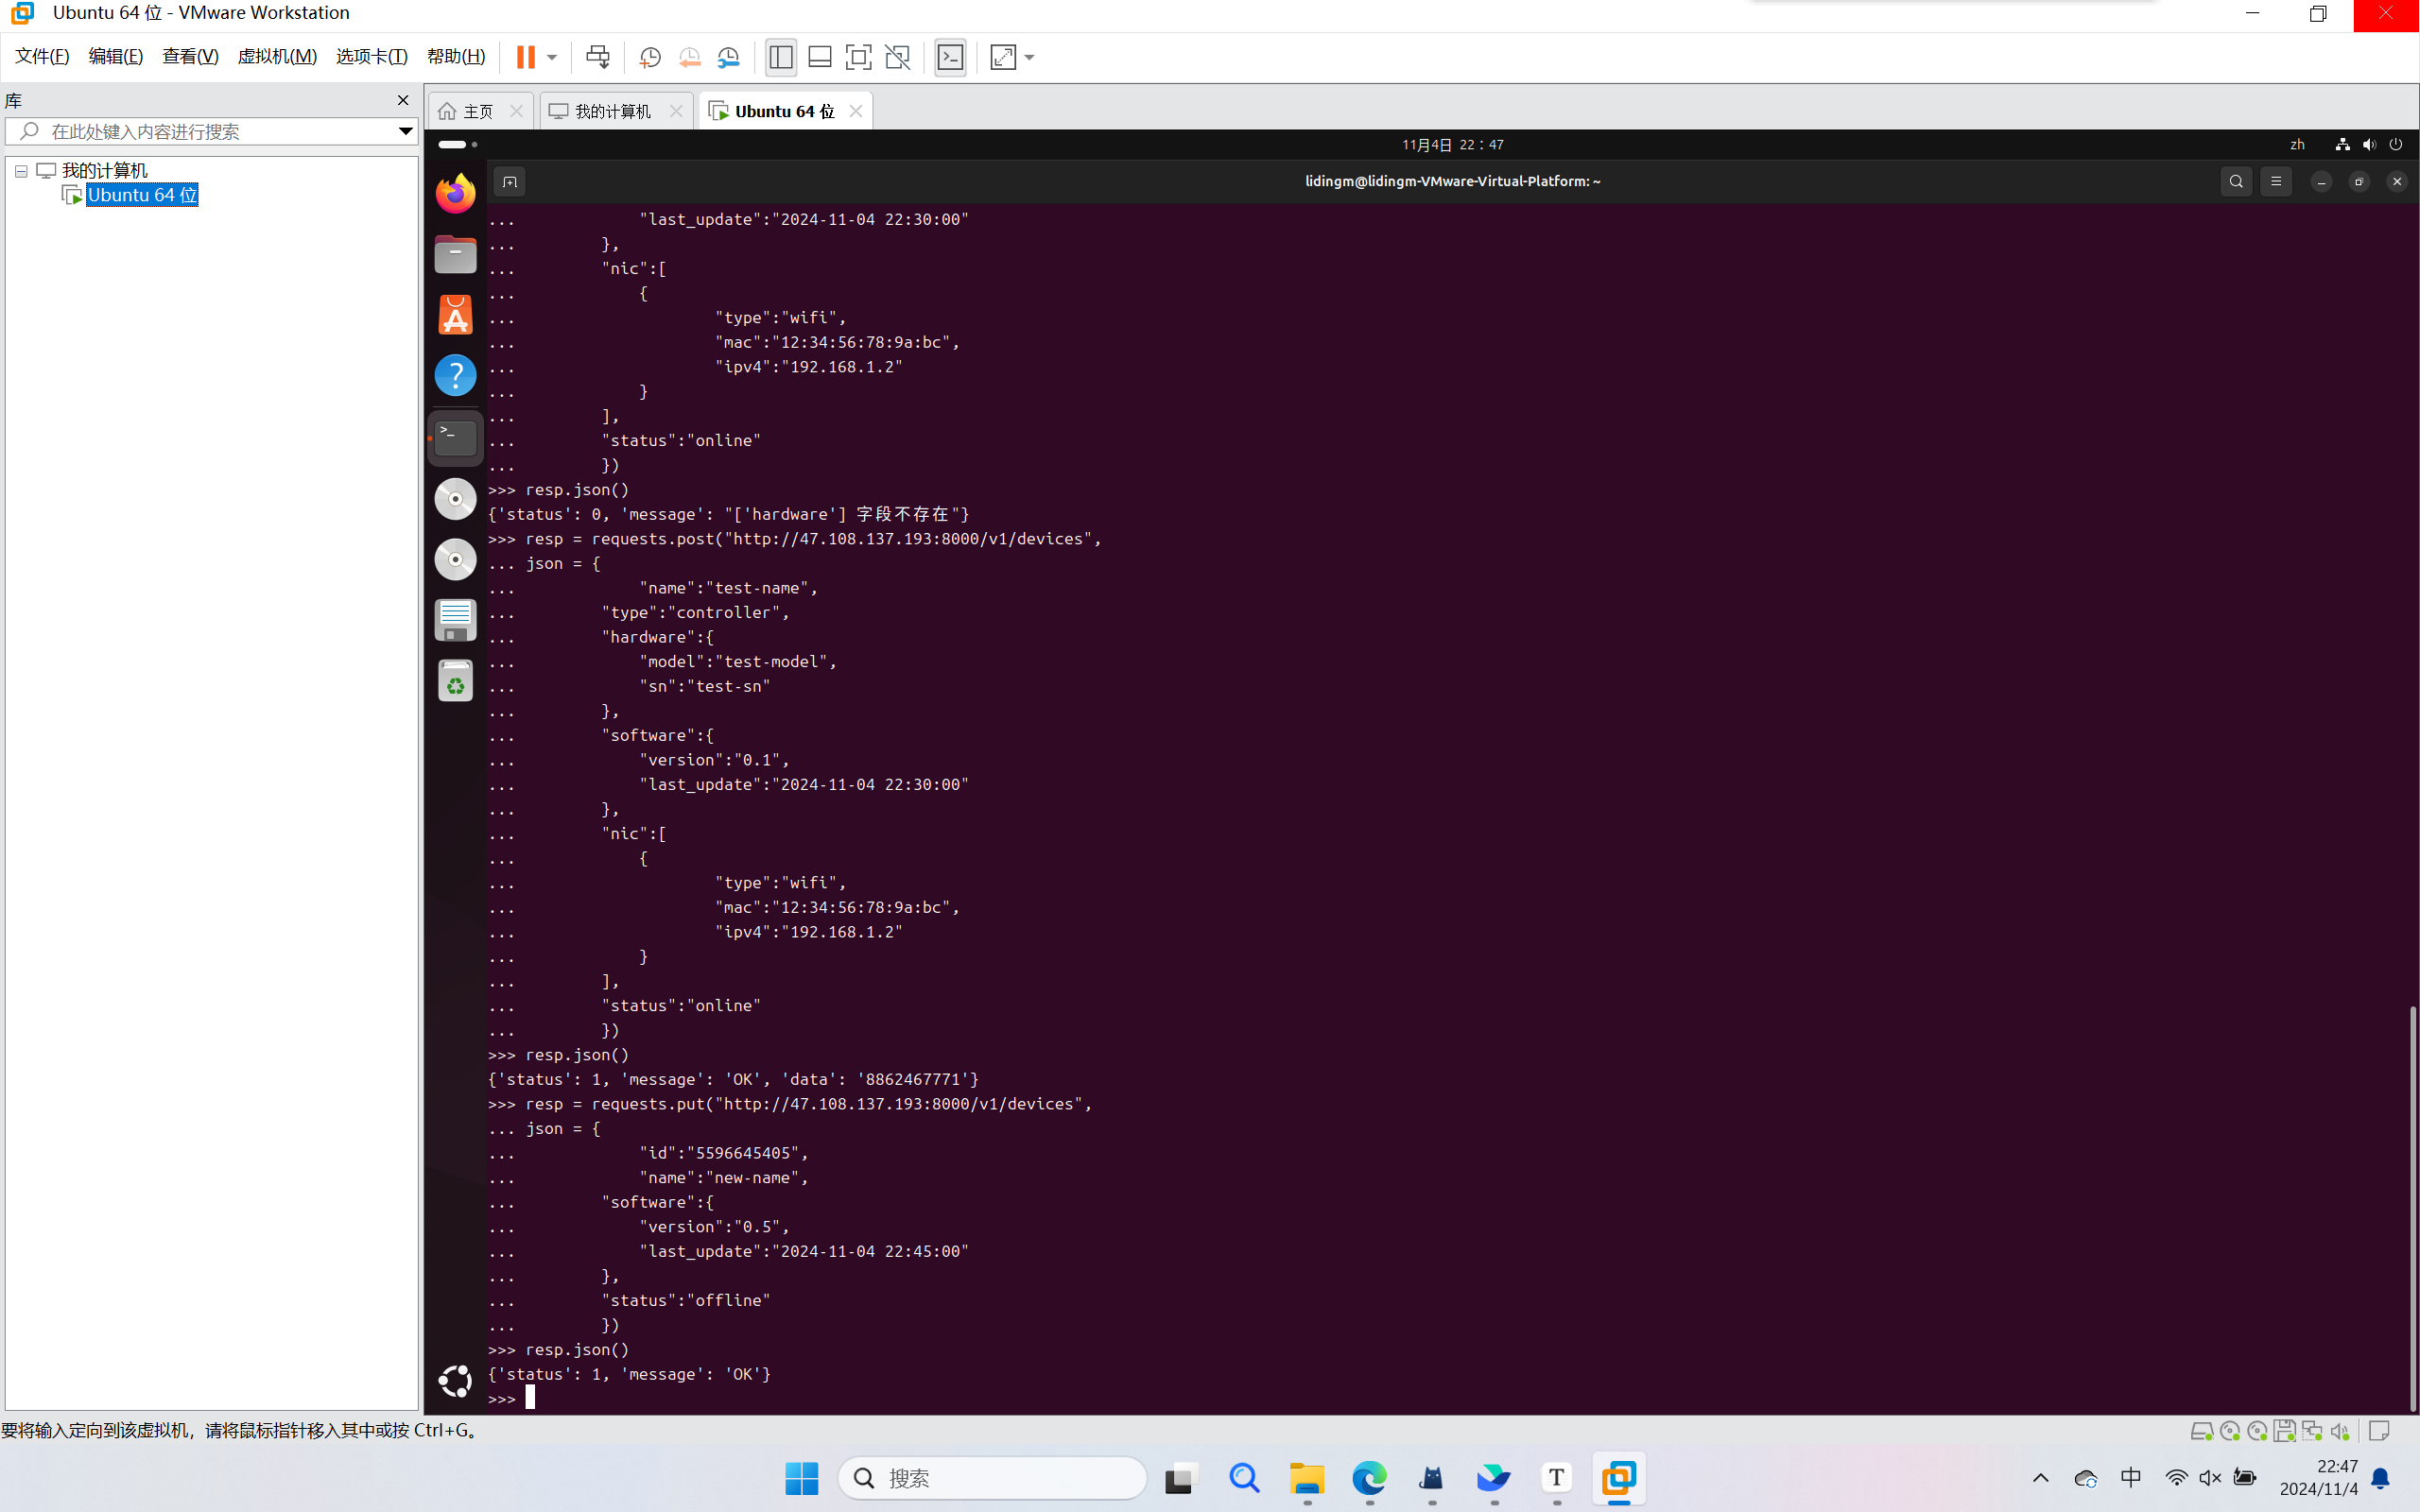 Ubuntu 64 位 - VMware Workstation
文件(F) 编辑(E) 查看(V) 虚拟机(M) 选项卡(T) 帮助(H)
库
在此处键入内容进行搜索
我的计算机
Ubuntu 64 位
主页 我的计算机 Ubuntu 64 位
11月4日 22：47 zh
lidingm@lidingm-VMware-Virtual-Platform: ~
... "last_update":"2024-11-04 22:30:00"
... },
... "nic":[
... {
... "type":"wifi",
... "mac":"12:34:56:78:9a:bc",
... "ipv4":"192.168.1.2"
... }
... ],
... "status":"online"
... })
>>> resp.json()
{'status': 0, 'message': "['hardware'] 字段不存在"}
>>> resp = requests.post("http://47.108.137.193:8000/v1/devices",
... json = {
... "name":"test-name",
... "type":"controller",
... "hardware":{
... "model":"test-model",
... "sn":"test-sn"
... },
... "software":{
... "version":"0.1",
... "last_update":"2024-11-04 22:30:00"
... },
... "nic":[
... {
... "type":"wifi",
... "mac":"12:34:56:78:9a:bc",
... "ipv4":"192.168.1.2"
... }
... ],
... "status":"online"
... })
>>> resp.json()
{'status': 1, 'message': 'OK', 'data': '8862467771'}
>>> resp = requests.put("http://47.108.137.193:8000/v1/devices",
... json = {
... "id":"5596645405",
... "name":"new-name",
... "software":{
... "version":"0.5",
... "last_update":"2024-11-04 22:45:00"
... },
... "status":"offline"
... })
>>> resp.json()
{'status': 1, 'message': 'OK'}
>>>
要将输入定向到该虚拟机，请将鼠标指针移入其中或按 Ctrl+G。
搜索
中
22:47
2024/11/4